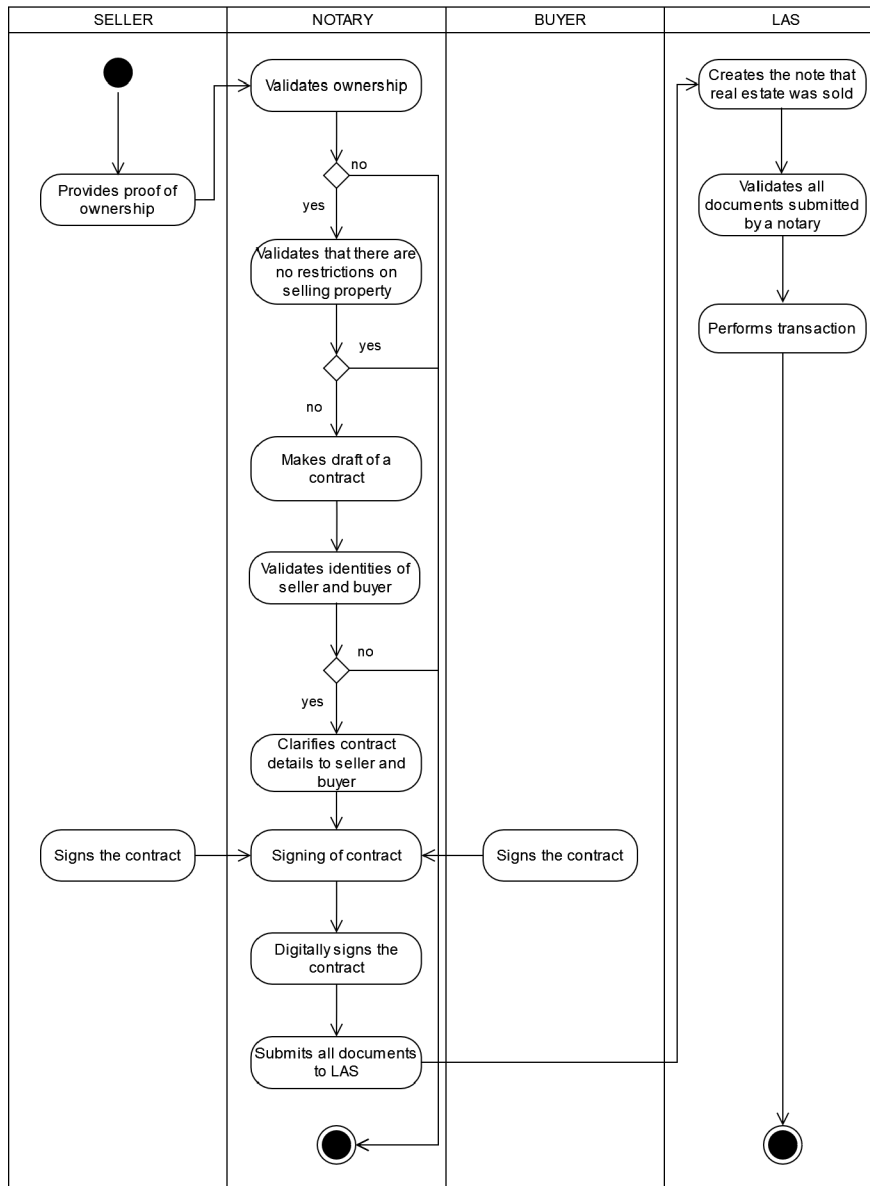 SELLER
NOTARY
BUYER
LAS
Validates ownership
Creates the note that
real estate was sold
no
Provides proof of
ownership
yes
Validates all
documents submitted
by a notary
Validates that there are
no restrictions on
selling property
Performs transaction
yes
no
Makes draft of a
contract
Validates identities of
seller and buyer
no
yes
Clarifies contract
details to seller and
buyer
Signs the contract
Signing of contract
Signs the contract
Digitally signs the
contract
Submits all documents
to LAS